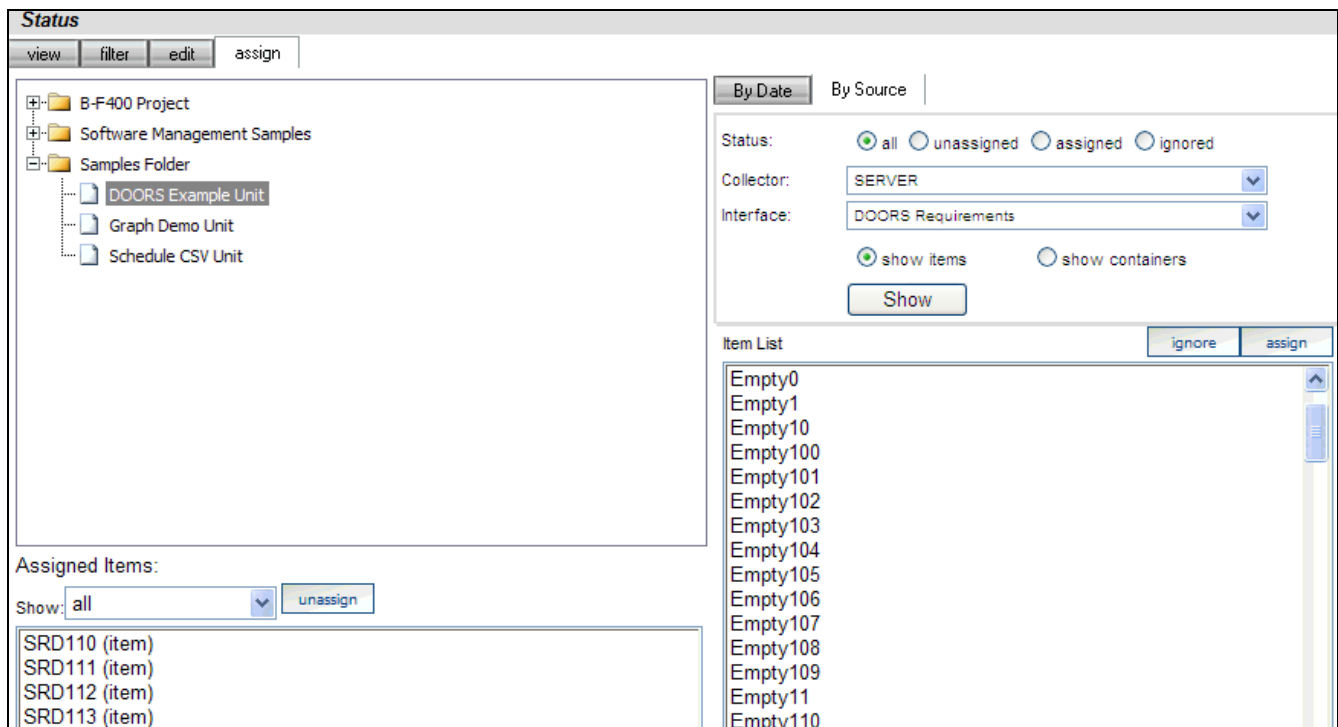 Status
view filter edit assign
B-F400 Project
Software Management Samples
Samples Folder
DOORS Example Unit
Graph Demo Unit
Schedule CSV Unit
Assigned Items:
Show: all unassign
SRD110 (item)
SRD111 (item)
SRD112 (item)
SRD113 (item)
By Date By Source
Status: all unassigned assigned ignored
Collector: SERVER
Interface: DOORS Requirements
show items show containers
Show
Item List ignore assign
Empty0
Empty1
Empty10
Empty100
Empty101
Empty102
Empty103
Empty104
Empty105
Empty106
Empty107
Empty108
Empty109
Empty11
Empty110